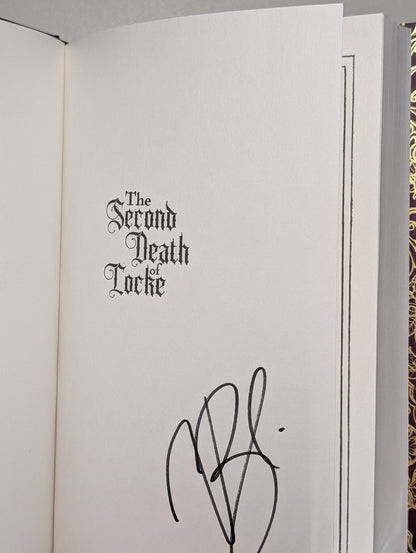 The
Second
Death
of
Locke